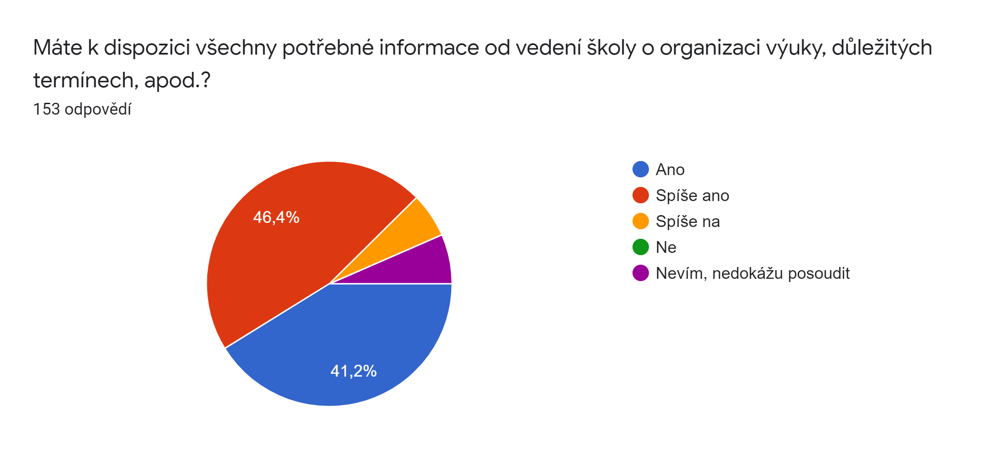 Máte k dispozici všechny potřebné informace od vedení školy o organizaci výuky, důležitých
termínech, apod.?
153 odpovědí
46,4%
41,2%
Ano
Spíše ano
Spíše na
Ne
Nevím, nedokážu posoudit